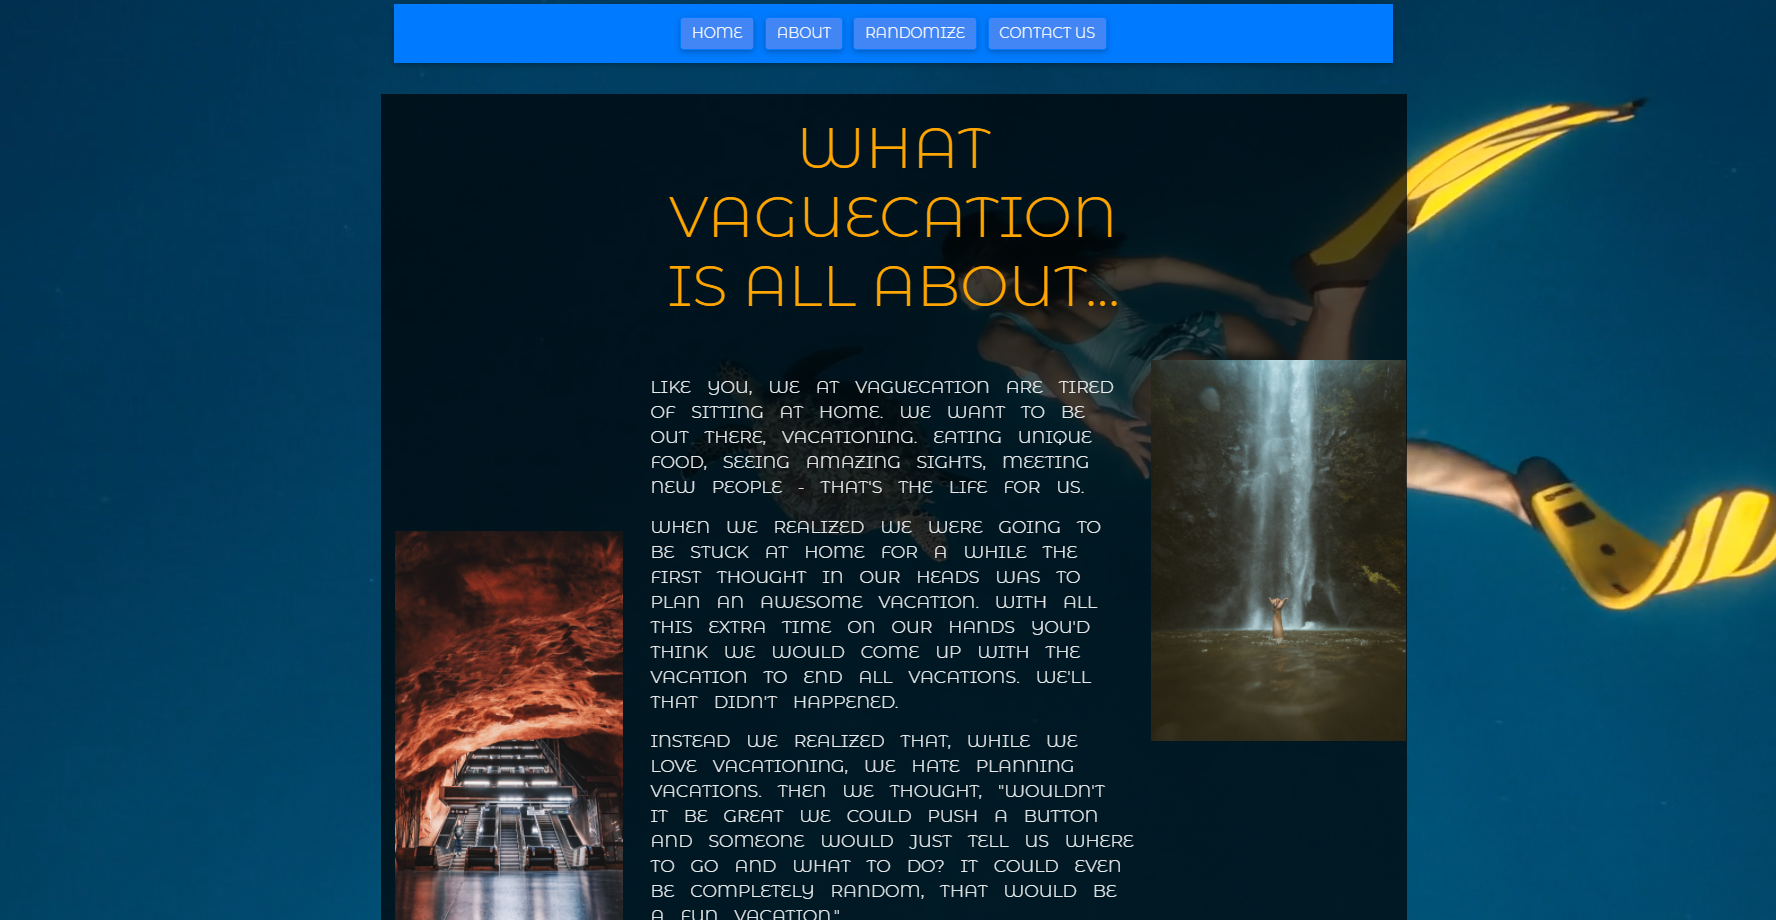 HOME ABOUT RANDOMIZE CONTACT US
WHAT
VAGUECATION
IS ALL ABOUT...
LIKE YOU, WE AT VAGUECATION ARE TIRED
OF SITTING AT HOME. WE WANT TO BE
OUT THERE, VACATIONING. EATING UNIQUE
FOOD, SEEING AMAZING SIGHTS, MEETING
NEW PEOPLE - THAT'S THE LIFE FOR US.
WHEN WE REALIZED WE WERE GOING TO
BE STUCK AT HOME FOR A WHILE THE
FIRST THOUGHT IN OUR HEADS WAS TO
PLAN AN AWESOME VACATION. WITH ALL
THIS EXTRA TIME ON OUR HANDS YOU'D
THINK WE WOULD COME UP WITH THE
VACATION TO END ALL VACATIONS. WE'LL
THAT DIDN'T HAPPENED.
INSTEAD WE REALIZED THAT, WHILE WE
LOVE VACATIONING, WE HATE PLANNING
VACATIONS. THEN WE THOUGHT, "WOULDN'T
IT BE GREAT WE COULD PUSH A BUTTON
AND SOMEONE WOULD JUST TELL US WHERE
TO GO AND WHAT TO DO? IT COULD EVEN
BE COMPLETELY RANDOM, THAT WOULD BE
A FUN VACATION."